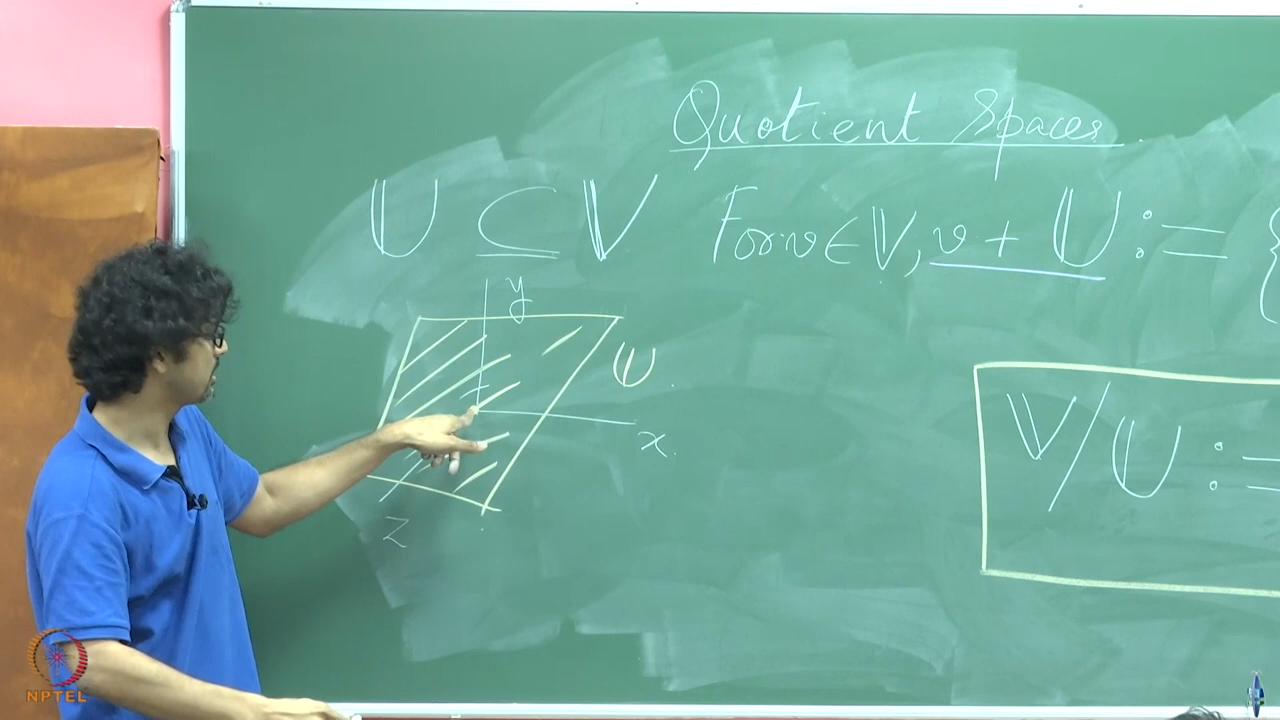 Quotient Spaces.
U ⊆ V For v ∈ V, v + U := {
y
U.
x.
V/U :=
z
NPTEL